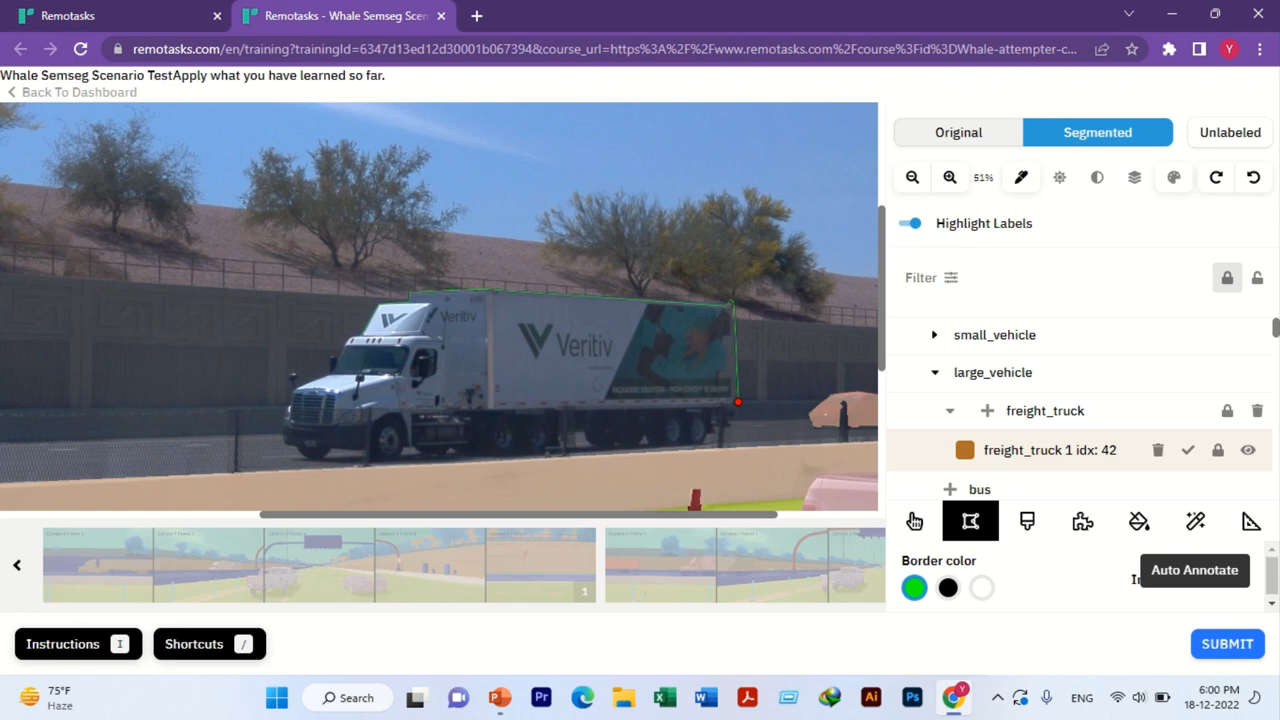 Remotasks
Remotasks - Whale Semseg Scen
remotasks.com/en/training?trainingId=6347d13ed12d30001b067394&course_url=https%3A%2F%2Fwww.remotasks.com%2Fcourse%3Fid%3DWhale-attempter-c...
Y
Whale Semseg Scenario TestApply what you have learned so far.
Back To Dashboard
Original
Segmented
Unlabeled
51%
Highlight Labels
Filter
small_vehicle
large_vehicle
freight_truck
freight_truck 1 idx: 42
bus
Veritiv
Veritiv
Border color
Auto Annotate
1
Instructions
I
Shortcuts
/
SUBMIT
75°F
Haze
Search
ENG
6:00 PM
18-12-2022